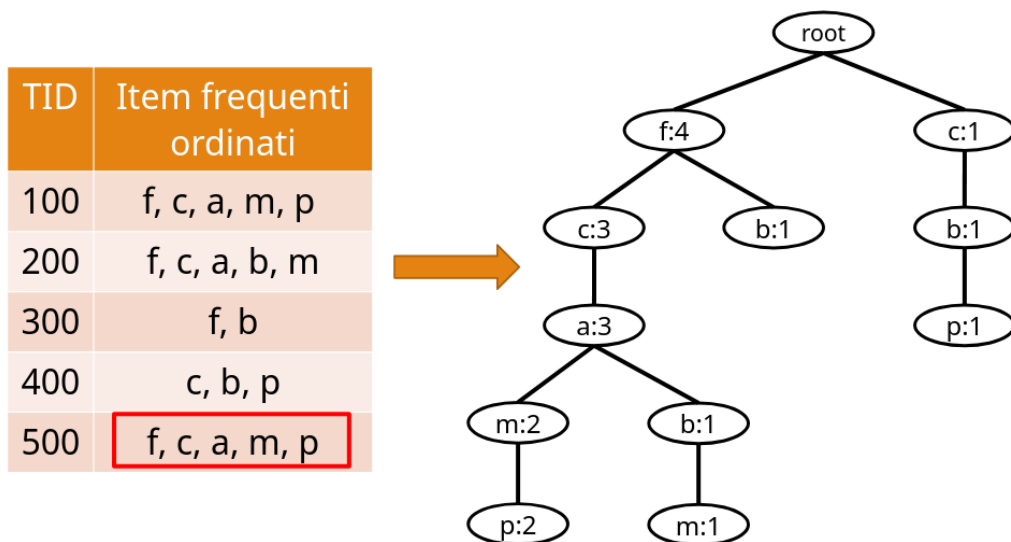 TID Item frequenti
ordinati
100 f, c, a, m, p
200 f, c, a, b, m
300 f, b
400 c, b, p
500 f, c, a, m, p
root
f:4 c:1
c:3 b:1 b:1
a:3 p:1
m:2 b:1
p:2 m:1